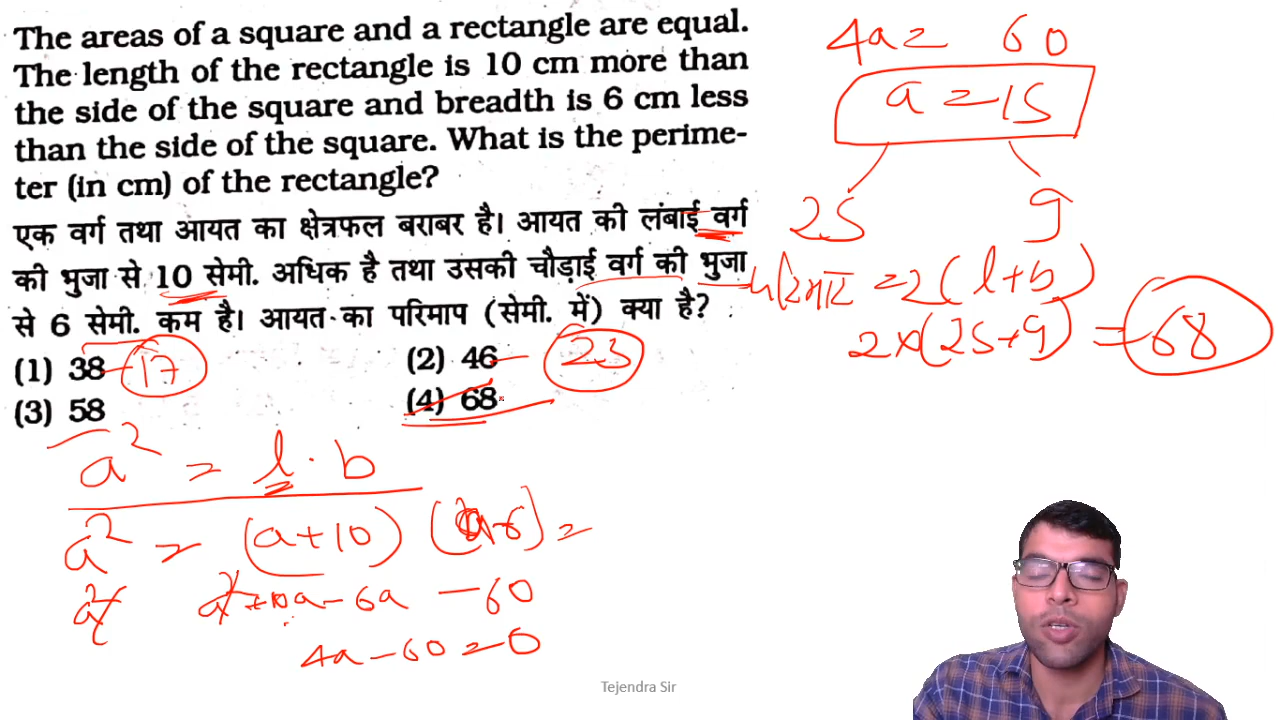 The areas of a square and a rectangle are equal.
The length of the rectangle is 10 cm more than
the side of the square and breadth is 6 cm less
than the side of the square. What is the perime-
ter (in cm) of the rectangle?
एक वर्ग तथा आयत का क्षेत्रफल बराबर है। आयत की लंबाई वर्ग
की भुजा से 10 सेमी. अधिक है तथा उसकी चौड़ाई वर्ग की भुजा
से 6 सेमी. कम है। आयत का परिमाप (सेमी. में) क्या है?
(1) 38 17 (2) 46 23
(3) 58 (4) 68
a² = l · b
a² = (a+10) (a-6) =
a² a² + 10a - 6a - 60
4a - 60 = 0
4a = 60
a = 15
25 9
परिमाप = 2 (l+b)
2 × (25+9) = 68
Tejendra Sir